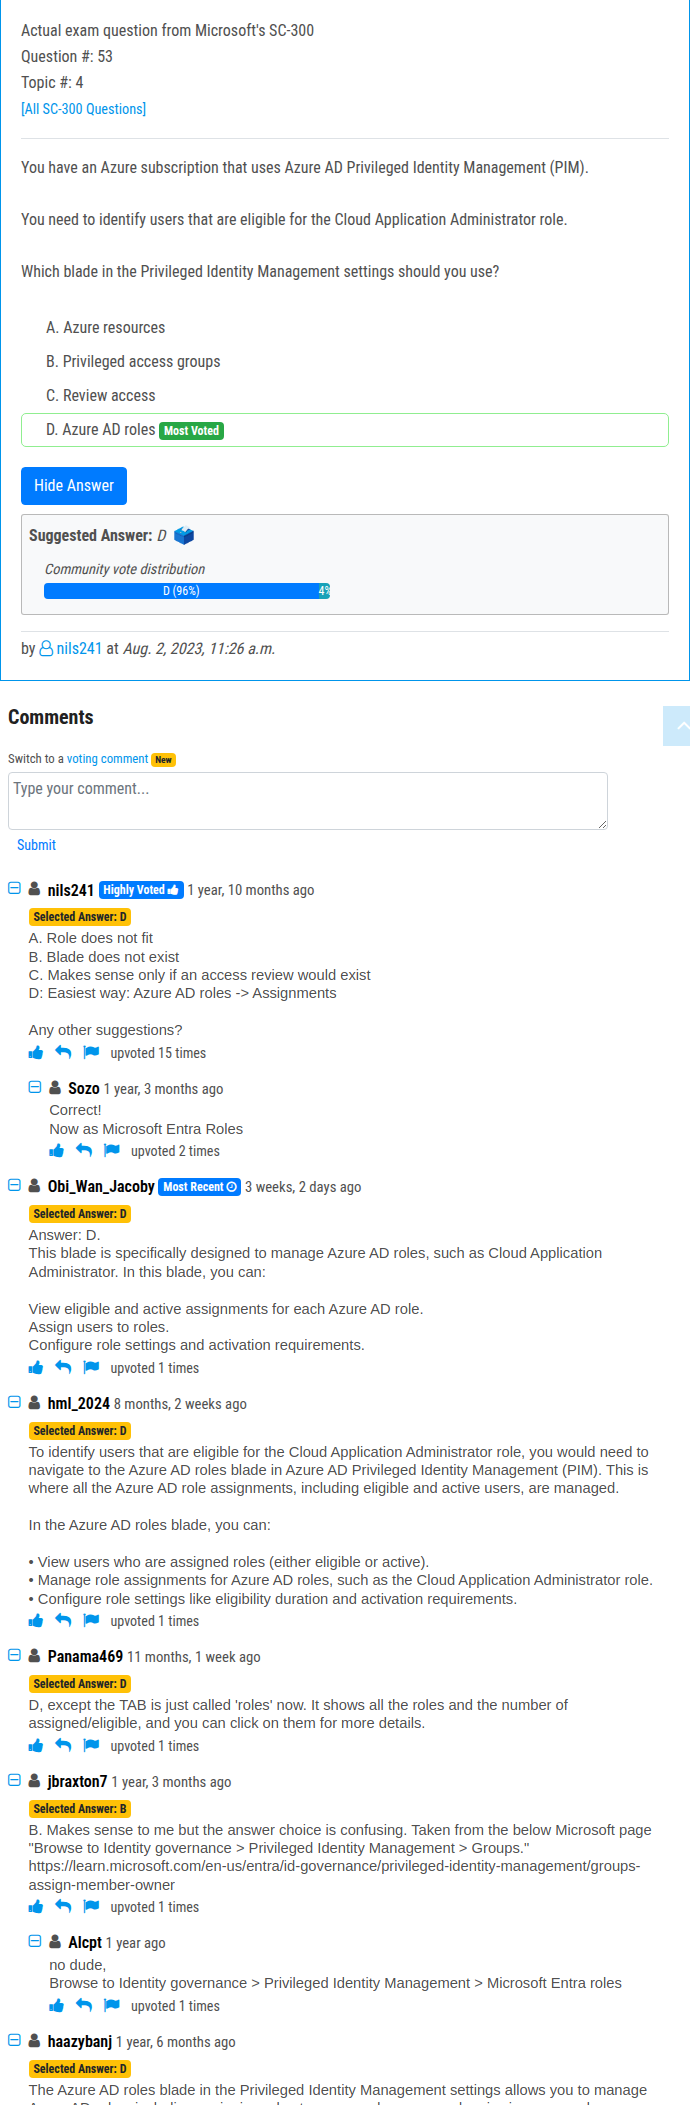 Actual exam question from Microsoft's SC-300
Question #: 53
Topic #: 4
[All SC-300 Questions]
You have an Azure subscription that uses Azure AD Privileged Identity Management (PIM).
You need to identify users that are eligible for the Cloud Application Administrator role.
Which blade in the Privileged Identity Management settings should you use?
A. Azure resources
B. Privileged access groups
C. Review access
D. Azure AD roles Most Voted
Hide Answer
Suggested Answer: D
Community vote distribution
D (96%) 4%
by nils241 at Aug. 2, 2023, 11:26 a.m.
Comments
Switch to a voting comment New
Type your comment...
Submit
nils241 Highly Voted 1 year, 10 months ago
Selected Answer: D
A. Role does not fit
B. Blade does not exist
C. Makes sense only if an access review would exist
D: Easiest way: Azure AD roles -> Assignments
Any other suggestions?
upvoted 15 times
Sozo 1 year, 3 months ago
Correct!
Now as Microsoft Entra Roles
upvoted 2 times
Obi_Wan_Jacoby Most Recent 3 weeks, 2 days ago
Selected Answer: D
Answer: D.
This blade is specifically designed to manage Azure AD roles, such as Cloud Application
Administrator. In this blade, you can:
View eligible and active assignments for each Azure AD role.
Assign users to roles.
Configure role settings and activation requirements.
upvoted 1 times
hml_2024 8 months, 2 weeks ago
Selected Answer: D
To identify users that are eligible for the Cloud Application Administrator role, you would need to
navigate to the Azure AD roles blade in Azure AD Privileged Identity Management (PIM). This is
where all the Azure AD role assignments, including eligible and active users, are managed.
In the Azure AD roles blade, you can:
• View users who are assigned roles (either eligible or active).
• Manage role assignments for Azure AD roles, such as the Cloud Application Administrator role.
• Configure role settings like eligibility duration and activation requirements.
upvoted 1 times
Panama469 11 months, 1 week ago
Selected Answer: D
D, except the TAB is just called 'roles' now. It shows all the roles and the number of
assigned/eligible, and you can click on them for more details.
upvoted 1 times
jbraxton7 1 year, 3 months ago
Selected Answer: B
B. Makes sense to me but the answer choice is confusing. Taken from the below Microsoft page
"Browse to Identity governance > Privileged Identity Management > Groups."
https://learn.microsoft.com/en-us/entra/id-governance/privileged-identity-management/groups-
assign-member-owner
upvoted 1 times
Alcpt 1 year ago
no dude,
Browse to Identity governance > Privileged Identity Management > Microsoft Entra roles
upvoted 1 times
haazybanj 1 year, 6 months ago
Selected Answer: D
The Azure AD roles blade in the Privileged Identity Management settings allows you to manage